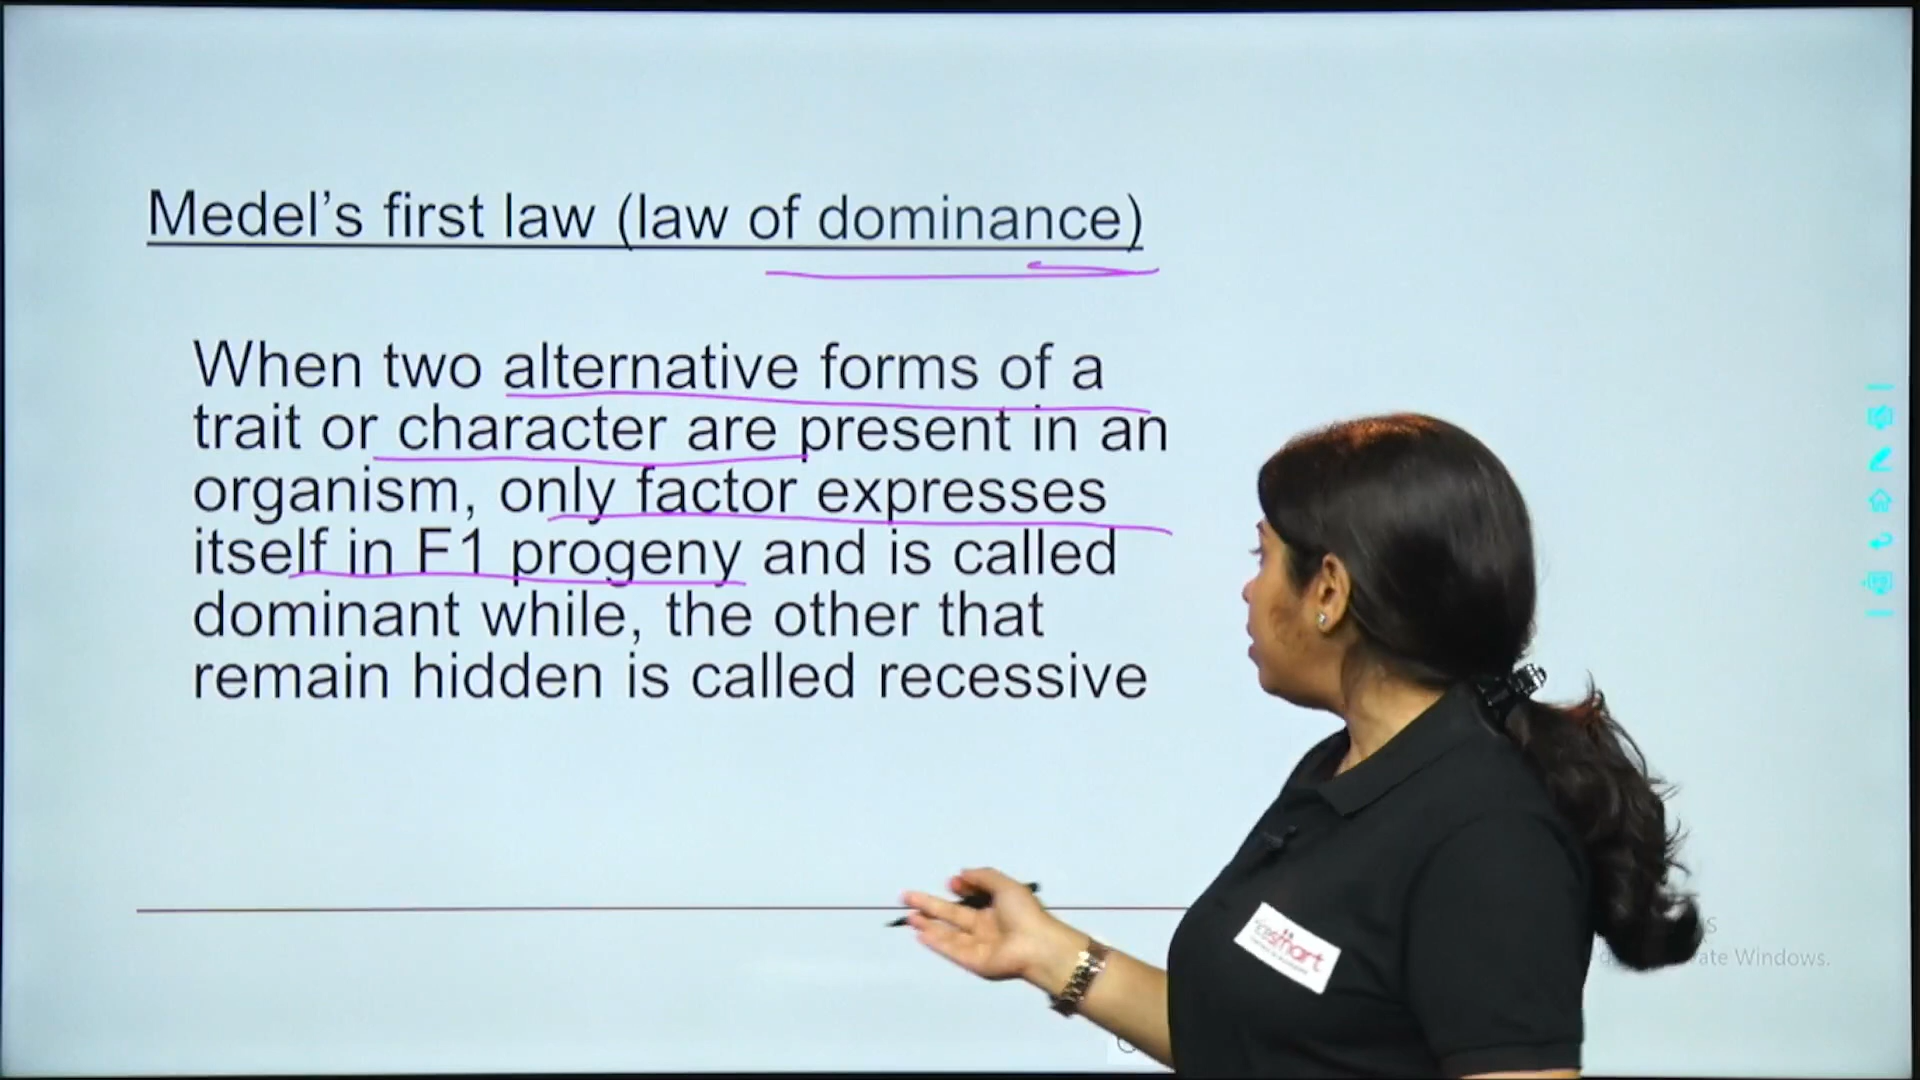 Medel’s first law (law of dominance)
When two alternative forms of a
trait or character are present in an
organism, only factor expresses
itself in F1 progeny and is called
dominant while, the other that
remain hidden is called recessive
smart
Windows.